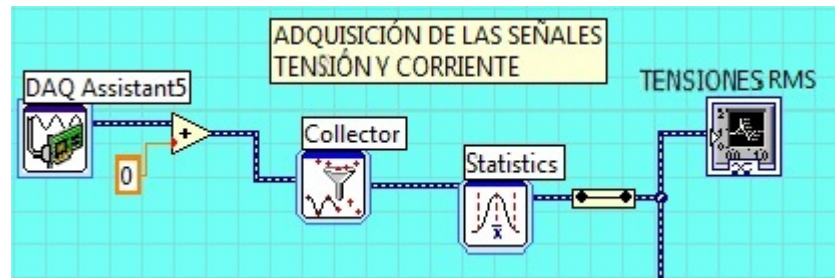 ADQUISICIÓN DE LAS SEÑALES
TENSIÓN Y CORRIENTE
DAQ Assistant5
TENSIONES RMS
Collector
Statistics
0